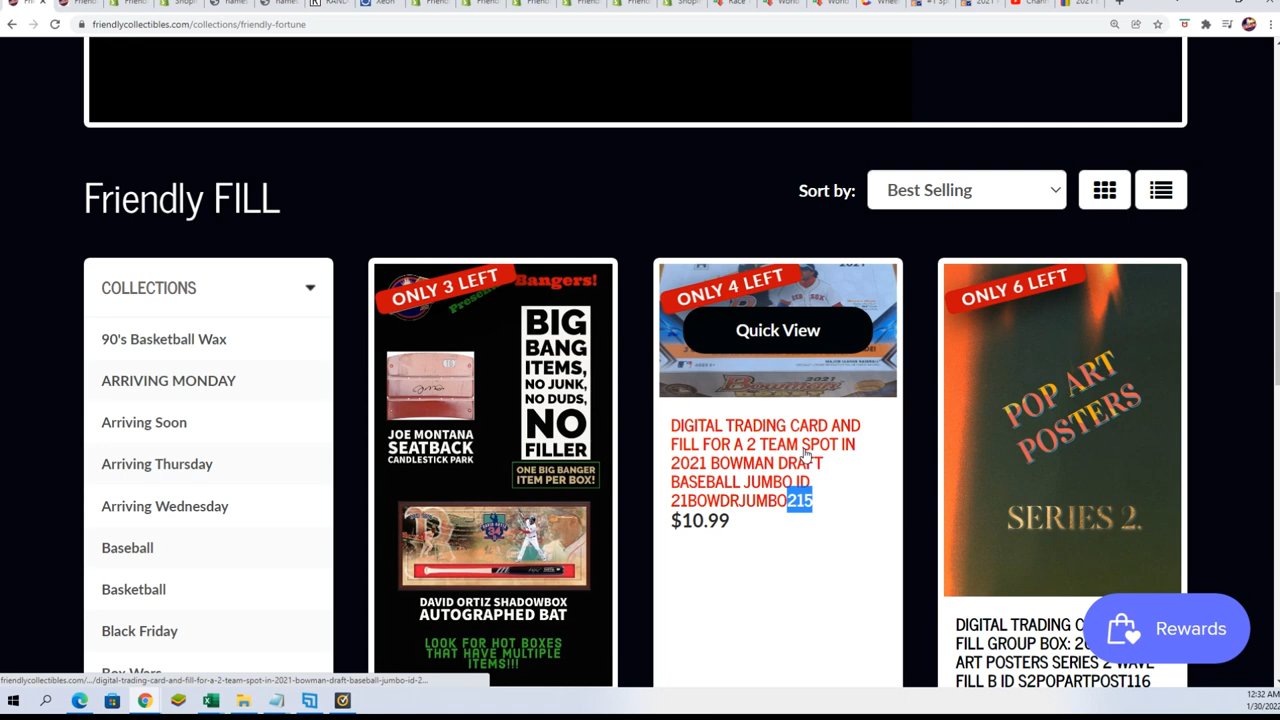 friendlycollectibles.com/collections/friendly-fortune
Friendly FILL
Sort by:
Best Selling
COLLECTIONS
90's Basketball Wax
ARRIVING MONDAY
Arriving Soon
Arriving Thursday
Arriving Wednesday
Baseball
Basketball
Black Friday
Box Wars
ONLY 3 LEFT
Bangers!
BIG
BANG
ITEMS,
NO JUNK,
NO DUDS,
NO
FILLER
ONE BIG BANGER
ITEM PER BOX!
JOE MONTANA
SEATBACK
CANDLESTICK PARK
DAVID ORTIZ SHADOWBOX
AUTOGRAPHED BAT
LOOK FOR HOT BOXES
THAT HAVE MULTIPLE
ITEMS!!!
ONLY 4 LEFT
Quick View
Bowman
DIGITAL TRADING CARD AND
FILL FOR A 2 TEAM SPOT IN
2021 BOWMAN DRAFT
BASEBALL JUMBO ID
21BOWDRJUMBO215
$10.99
ONLY 6 LEFT
POP ART
POSTERS
SERIES 2.
DIGITAL TRADING
FILL GROUP BOX:
ART POSTERS SERIES 2 WAVE
FILL B ID S2POPARTPOST116
Rewards
friendlycollectibles.com/.../digital-trading-card-and-fill-for-a-2-team-spot-in-2021-bowman-draft-baseball-jumbo-id-2...
12:32 AM
1/30/2022